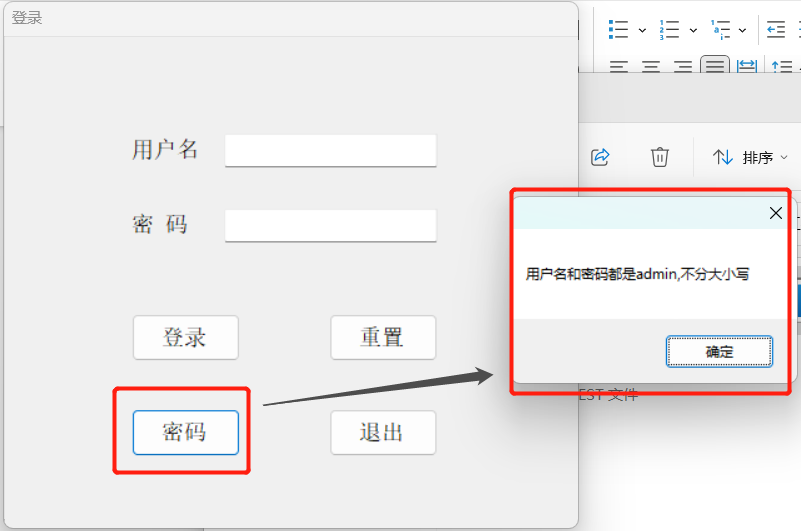 登录
用户名
密 码
登录
重置
密码
退出
排序
用户名和密码都是admin,不分大小写
确定
EST 文件